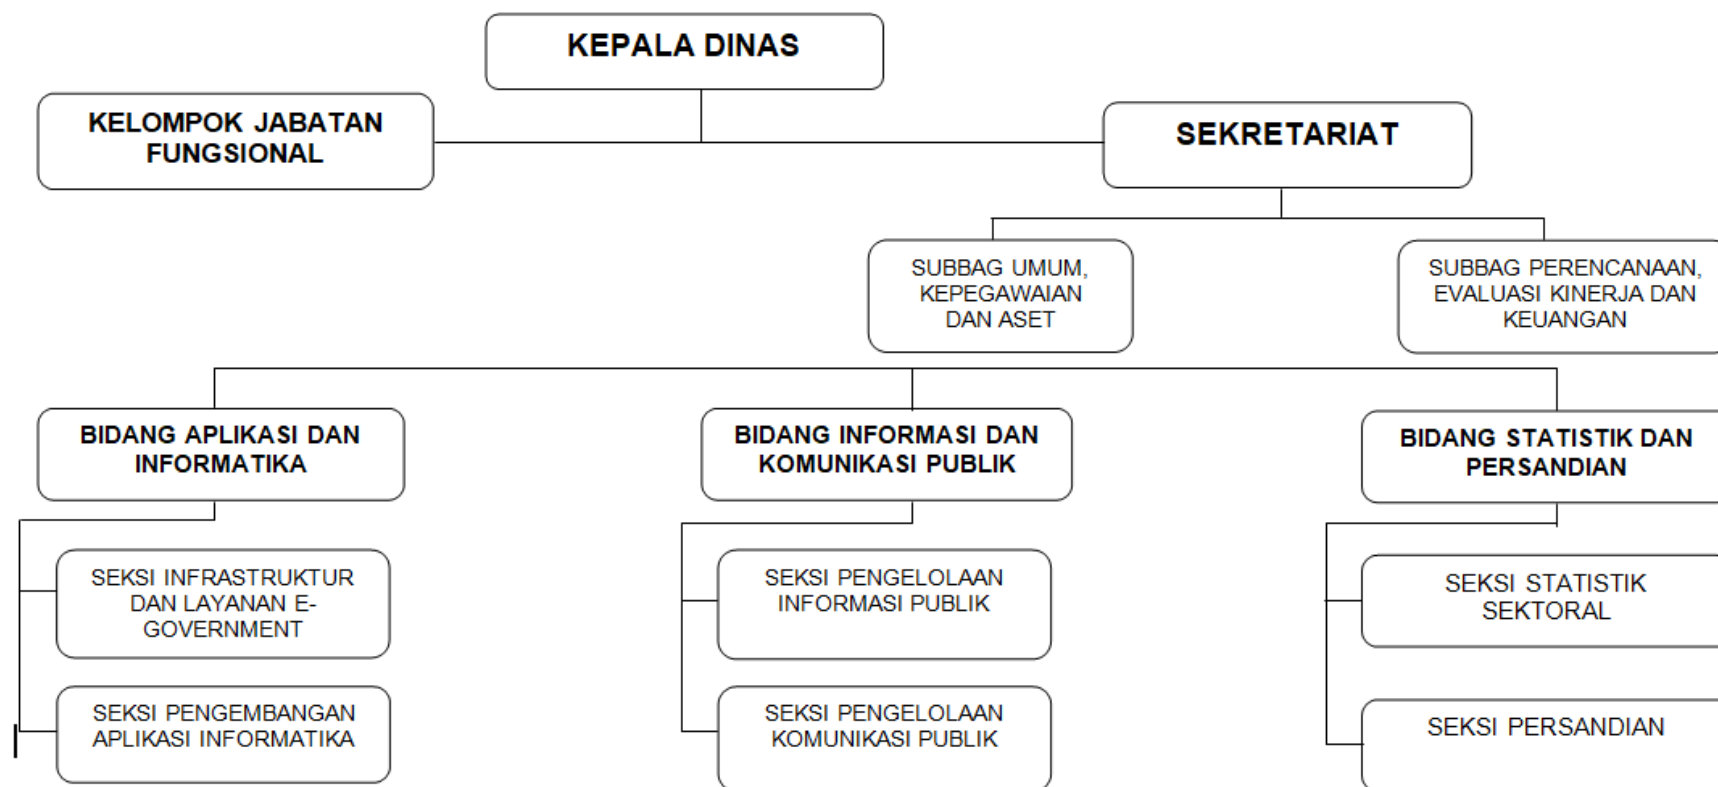 KEPALA DINAS
KELOMPOK JABATAN
FUNGSIONAL
SEKRETARIAT
SUBBAG UMUM,
KEPEGAWAIAN
DAN ASET
SUBBAG PERENCANAAN,
EVALUASI KINERJA DAN
KEUANGAN
BIDANG APLIKASI DAN
INFORMATIKA
BIDANG INFORMASI DAN
KOMUNIKASI PUBLIK
BIDANG STATISTIK DAN
PERSANDIAN
SEKSI INFRASTRUKTUR
DAN LAYANAN E-
GOVERNMENT
SEKSI PENGELOLAAN
INFORMASI PUBLIK
SEKSI STATISTIK
SEKTORAL
SEKSI PENGEMBANGAN
APLIKASI INFORMATIKA
SEKSI PENGELOLAAN
KOMUNIKASI PUBLIK
SEKSI PERSANDIAN